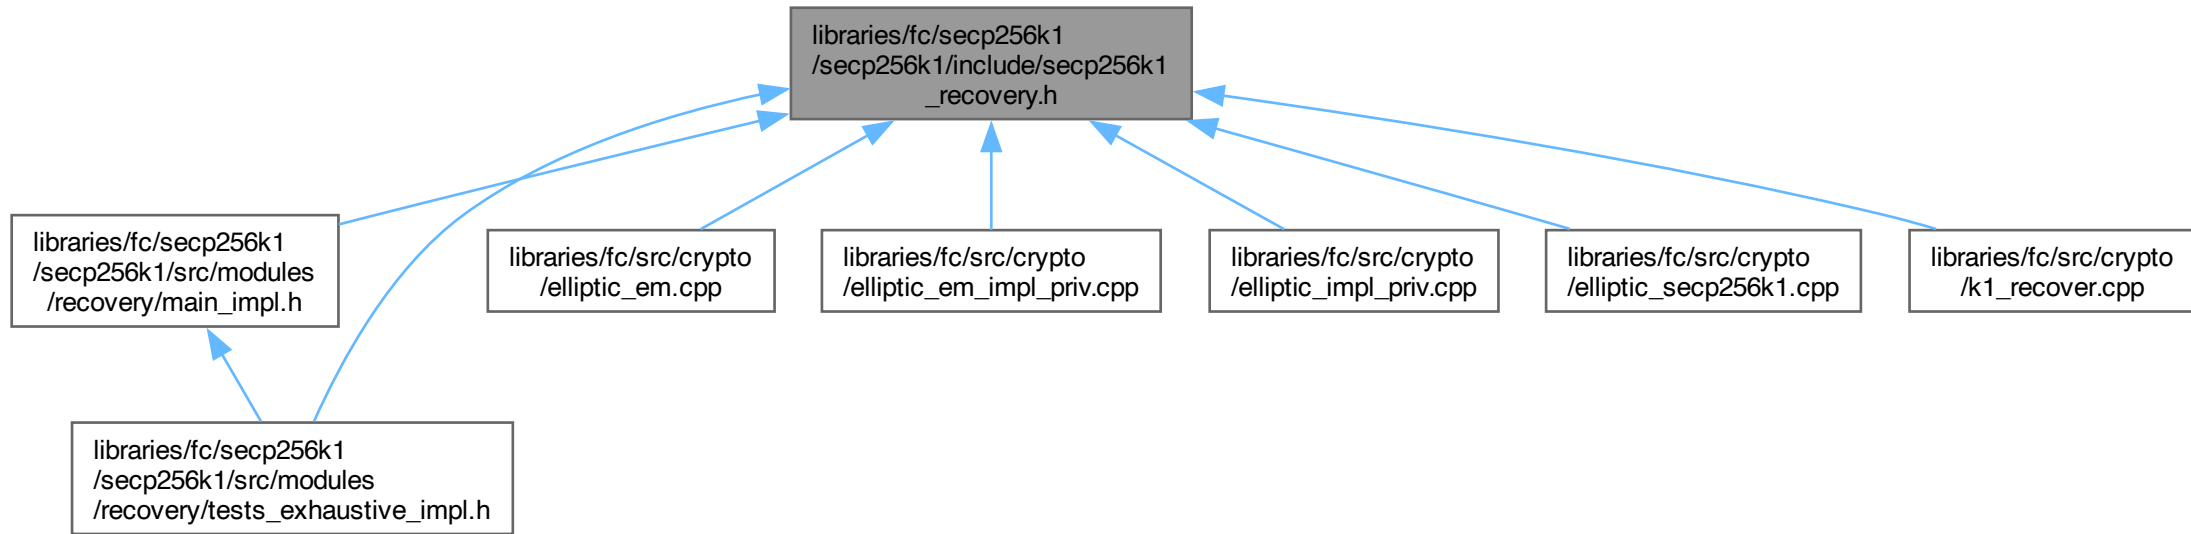 libraries/fc/secp256k1
/secp256k1/include/secp256k1
_recovery.h
libraries/fc/secp256k1
/secp256k1/src/modules
/recovery/main_impl.h
libraries/fc/src/crypto
/elliptic_em.cpp
libraries/fc/src/crypto
/elliptic_em_impl_priv.cpp
libraries/fc/src/crypto
/elliptic_impl_priv.cpp
libraries/fc/src/crypto
/elliptic_secp256k1.cpp
libraries/fc/src/crypto
/k1_recover.cpp
libraries/fc/secp256k1
/secp256k1/src/modules
/recovery/tests_exhaustive_impl.h